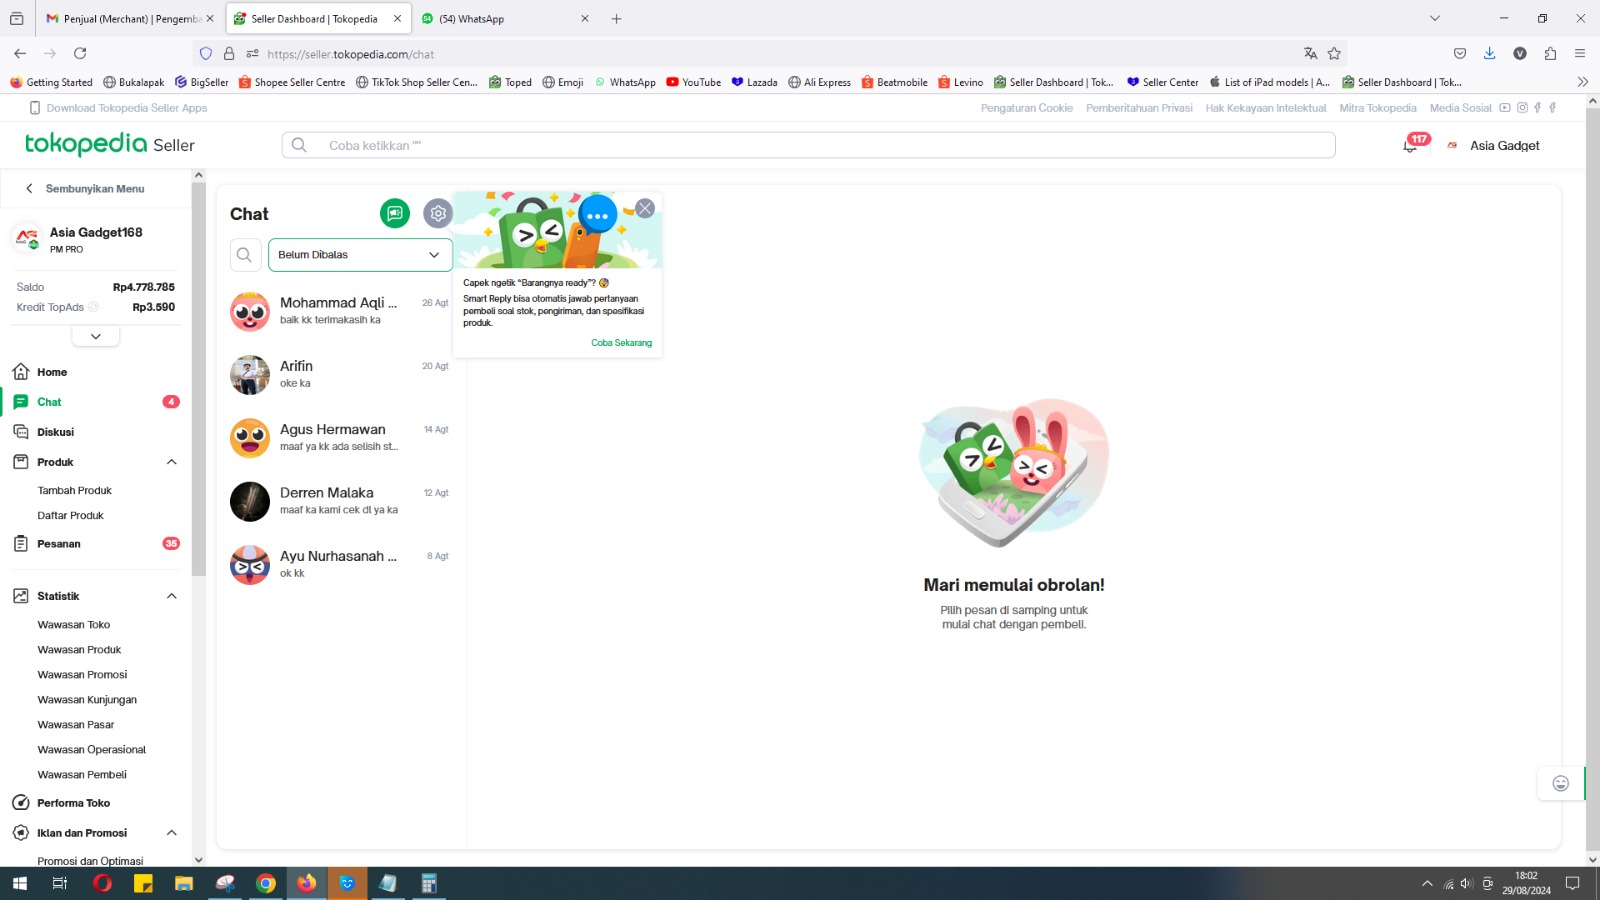 Penjual (Merchant) | Pengemba
Seller Dashboard | Tokopedia
(54) WhatsApp
https://seller.tokopedia.com/chat
Getting Started
Bukalapak
BigSeller
Shopee Seller Centre
TikTok Shop Seller Cen...
Toped
Emoji
WhatsApp
YouTube
Lazada
Ali Express
Beatmobile
Levino
Seller Dashboard | Tok...
Seller Center
List of iPad models | A...
Seller Dashboard | Tok...
Download Tokopedia Seller Apps
Pengaturan Cookie
Pemberitahuan Privasi
Hak Kekayaan Intelektual
Mitra Tokopedia
Media Sosial
tokopedia Seller
Coba ketikkan ""
117
Asia Gadget
Sembunyikan Menu
Asia Gadget168
PM PRO
Saldo Rp4.778.785
Kredit TopAds Rp3.590
Home
Chat 4
Diskusi
Produk
Tambah Produk
Daftar Produk
Pesanan 35
Statistik
Wawasan Toko
Wawasan Produk
Wawasan Promosi
Wawasan Kunjungan
Wawasan Pasar
Wawasan Operasional
Wawasan Pembeli
Performa Toko
Iklan dan Promosi
Promosi dan Optimasi
Chat
Belum Dibalas
Mohammad Aqli ... 26 Agt
baik kk terimakasih ka
Arifin 20 Agt
oke ka
Agus Hermawan 14 Agt
maaf ya kk ada selisih st...
Derren Malaka 12 Agt
maaf ka kami cek dl ya ka
Ayu Nurhasanah ... 8 Agt
ok kk
Capek ngetik “Barangnya ready”? 🤯
Smart Reply bisa otomatis jawab pertanyaan
pembeli soal stok, pengiriman, dan spesifikasi
produk.
Coba Sekarang
Mari memulai obrolan!
Pilih pesan di samping untuk
mulai chat dengan pembeli.
18:02
29/08/2024